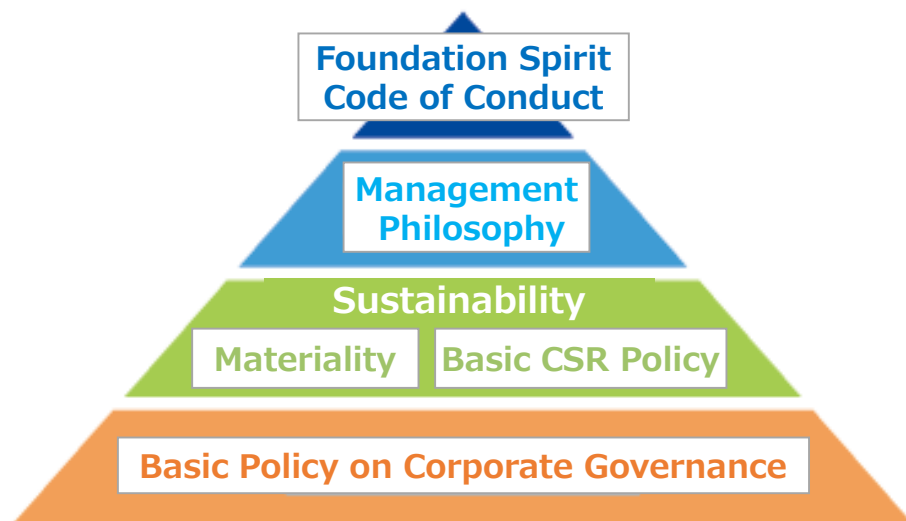 Foundation Spirit
Code of Conduct
Management
Philosophy
Sustainability
Materiality
Basic CSR Policy
Basic Policy on Corporate Governance